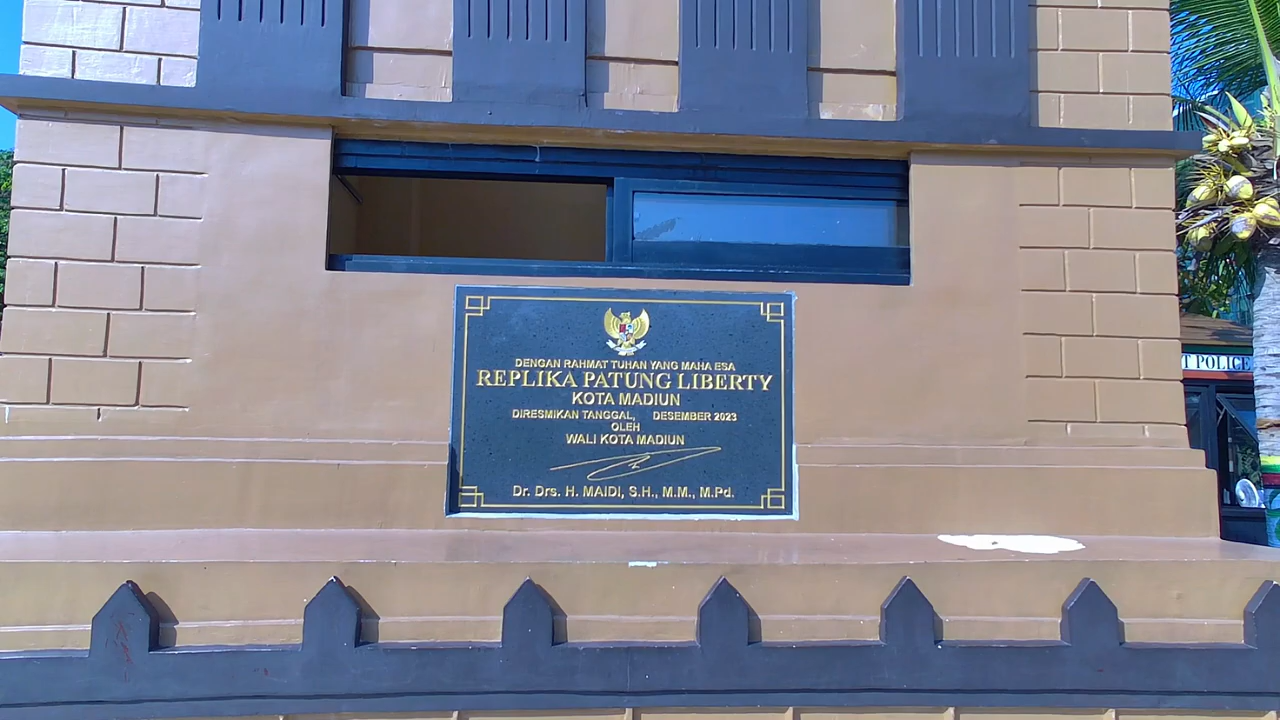 DENGAN RAHMAT TUHAN YANG MAHA ESA
REPLIKA PATUNG LIBERTY
KOTA MADIUN
DIRESMIKAN TANGGAL, DESEMBER 2023
OLEH
WALI KOTA MADIUN
Dr. Drs. H. MAIDI, S.H., M.M., M.Pd.
T POLICE